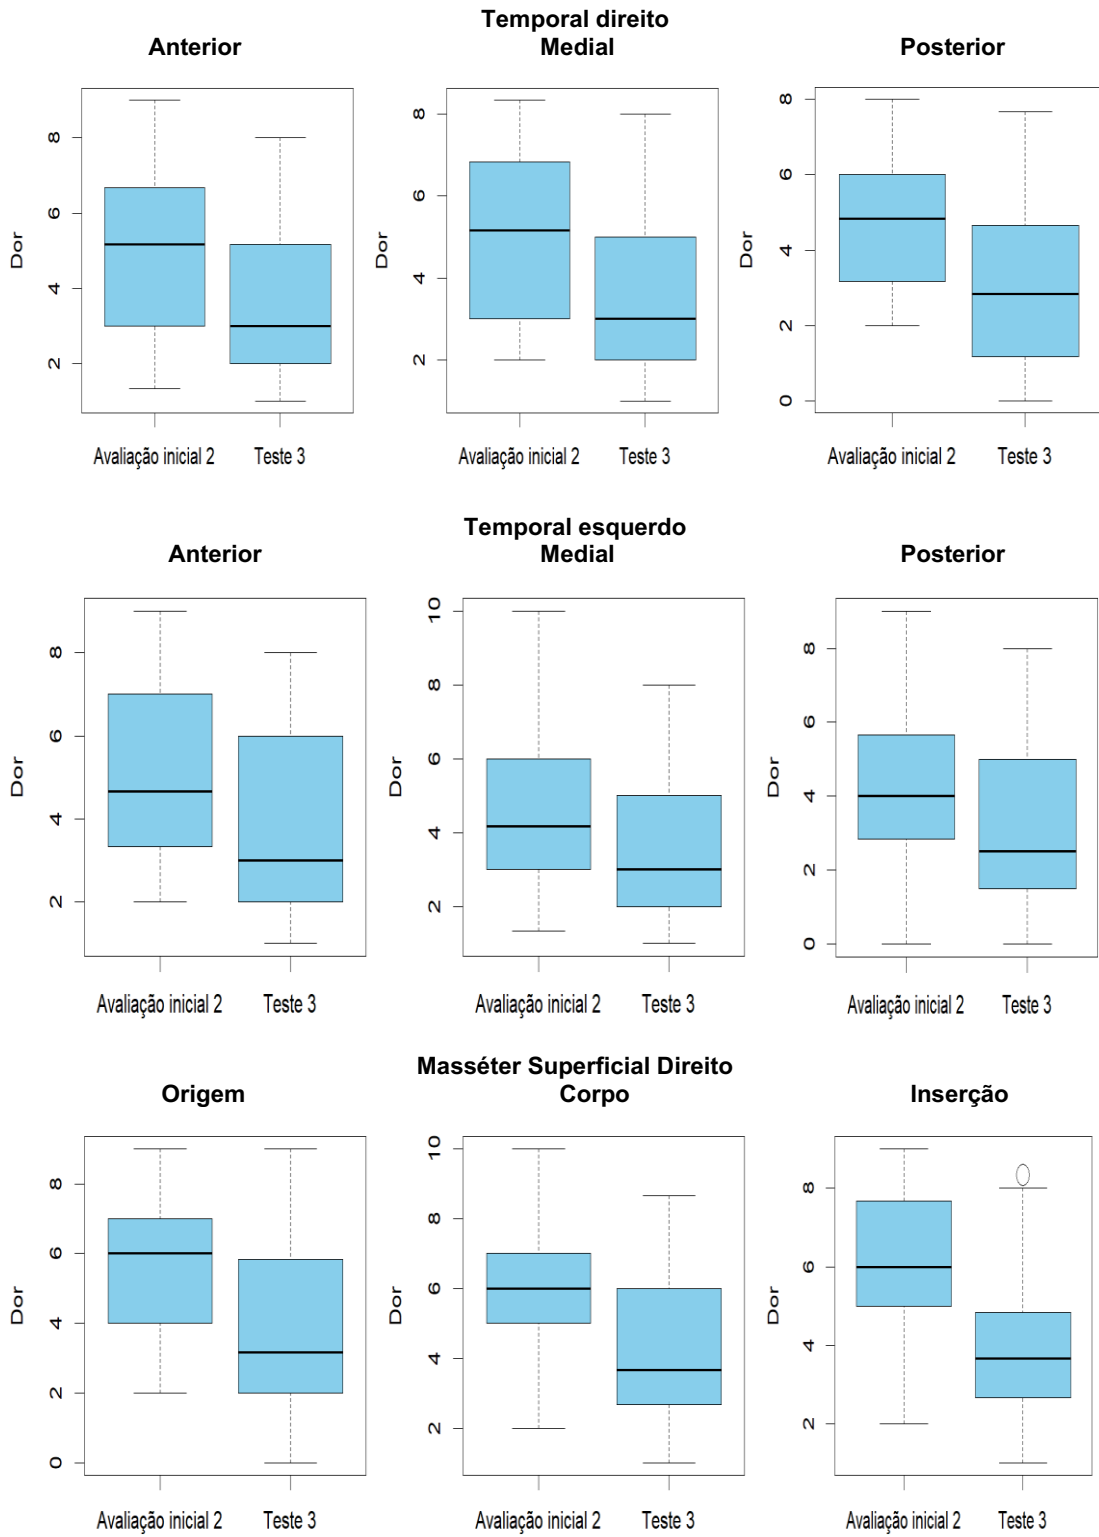 Temporal direito
Anterior Medial Posterior
Dor 2 4 6 8
Avaliação inicial 2 Teste 3
Dor 2 4 6 8
Avaliação inicial 2 Teste 3
Dor 0 2 4 6 8
Avaliação inicial 2 Teste 3
Temporal esquerdo
Anterior Medial Posterior
Dor 2 4 6 8
Avaliação inicial 2 Teste 3
Dor 2 4 6 8 10
Avaliação inicial 2 Teste 3
Dor 0 2 4 6 8
Avaliação inicial 2 Teste 3
Masséter Superficial Direito
Origem Corpo Inserção
Dor 0 2 4 6 8
Avaliação inicial 2 Teste 3
Dor 2 4 6 8 10
Avaliação inicial 2 Teste 3
Dor 2 4 6 8
Avaliação inicial 2 Teste 3